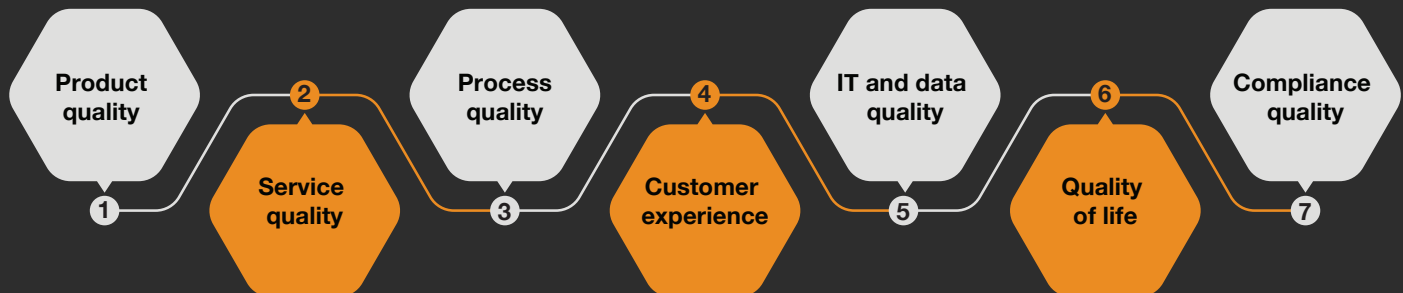 Product
quality
1
2
Service
quality
Process
quality
3
4
Customer
experience
IT and data
quality
5
6
Quality
of life
Compliance
quality
7